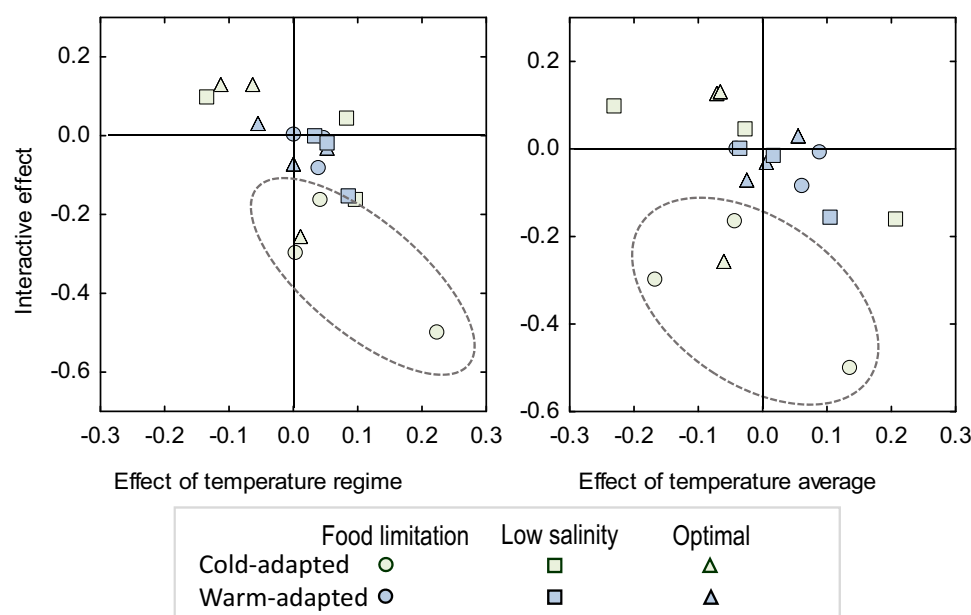 Interactive effect
0.2
0.0
-0.2
-0.4
-0.6
-0.3 -0.2 -0.1 0.0 0.1 0.2 0.3
Effect of temperature regime
0.2
0.0
-0.2
-0.4
-0.6
-0.3 -0.2 -0.1 0.0 0.1 0.2 0.3
Effect of temperature average
Food limitation Low salinity Optimal
Cold-adapted
Warm-adapted